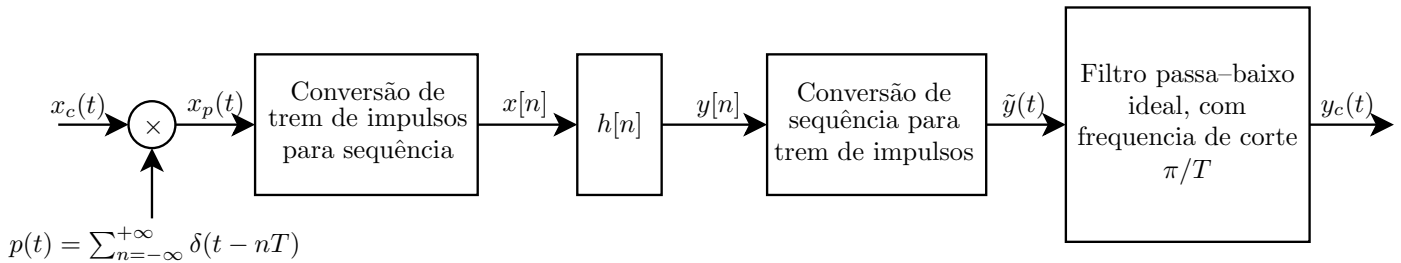 x_c(t)
×
x_p(t)
Conversão de
trem de impulsos
para sequência
x[n]
h[n]
y[n]
Conversão de
sequência para
trem de impulsos
ỹ(t)
Filtro passa–baixo
ideal, com
frequencia de corte
π/T
y_c(t)
p(t) = ∑_{n=−∞}^{+∞} δ(t − nT)